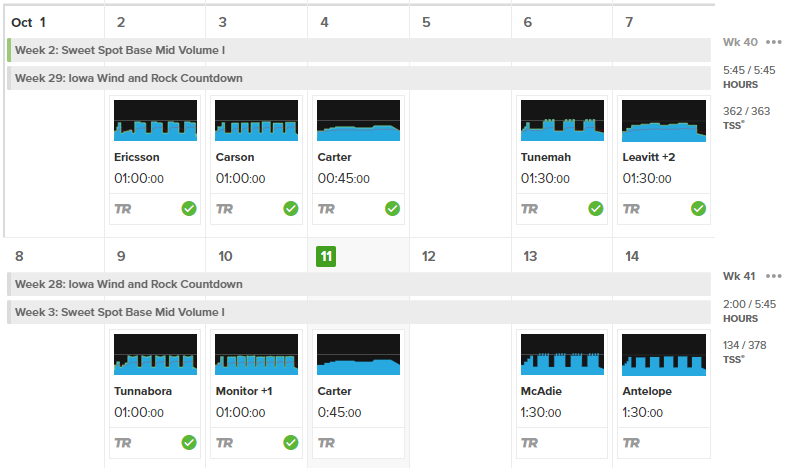 Oct 1 2 3 4 5 6 7
Week 2: Sweet Spot Base Mid Volume I
Wk 40
Week 29: Iowa Wind and Rock Countdown
5:45 / 5:45
HOURS
362 / 363
TSS®
Ericsson Carson Carter Tunemah Leavitt +2
01:00:00 01:00:00 00:45:00 01:30:00 01:30:00
TR TR TR TR TR
8 9 10 11 12 13 14
Week 28: Iowa Wind and Rock Countdown
Wk 41
Week 3: Sweet Spot Base Mid Volume I
2:00 / 5:45
HOURS
134 / 378
TSS®
Tunnabora Monitor +1 Carter McAdie Antelope
01:00:00 01:00:00 0:45:00 1:30:00 1:30:00
TR TR TR TR TR